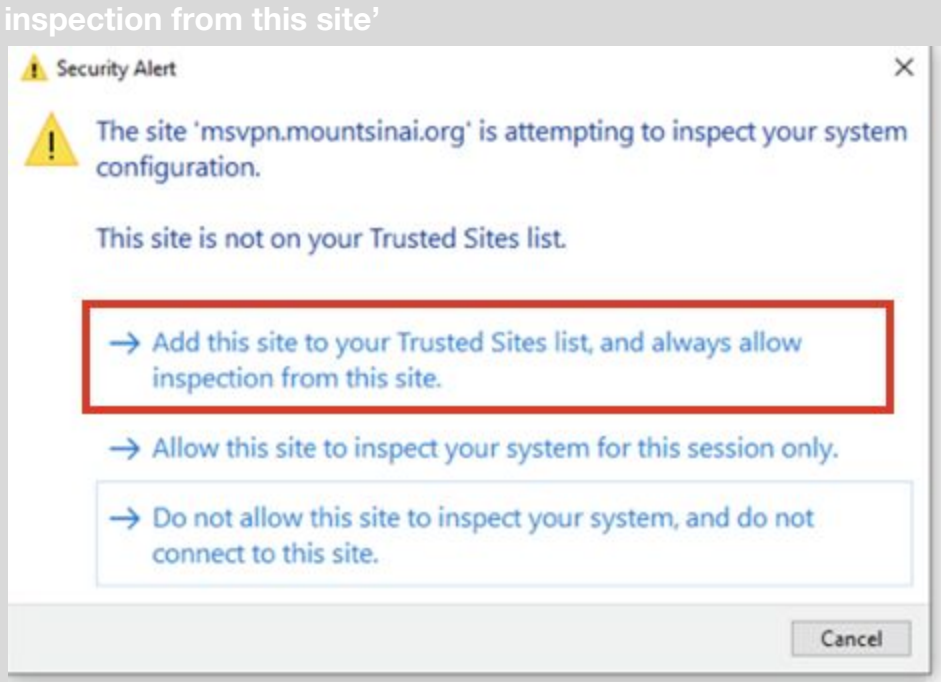 inspection from this site’
Security Alert
The site 'msvpn.mountsinai.org' is attempting to inspect your system
configuration.
This site is not on your Trusted Sites list.
Add this site to your Trusted Sites list, and always allow
inspection from this site.
Allow this site to inspect your system for this session only.
Do not allow this site to inspect your system, and do not
connect to this site.
Cancel